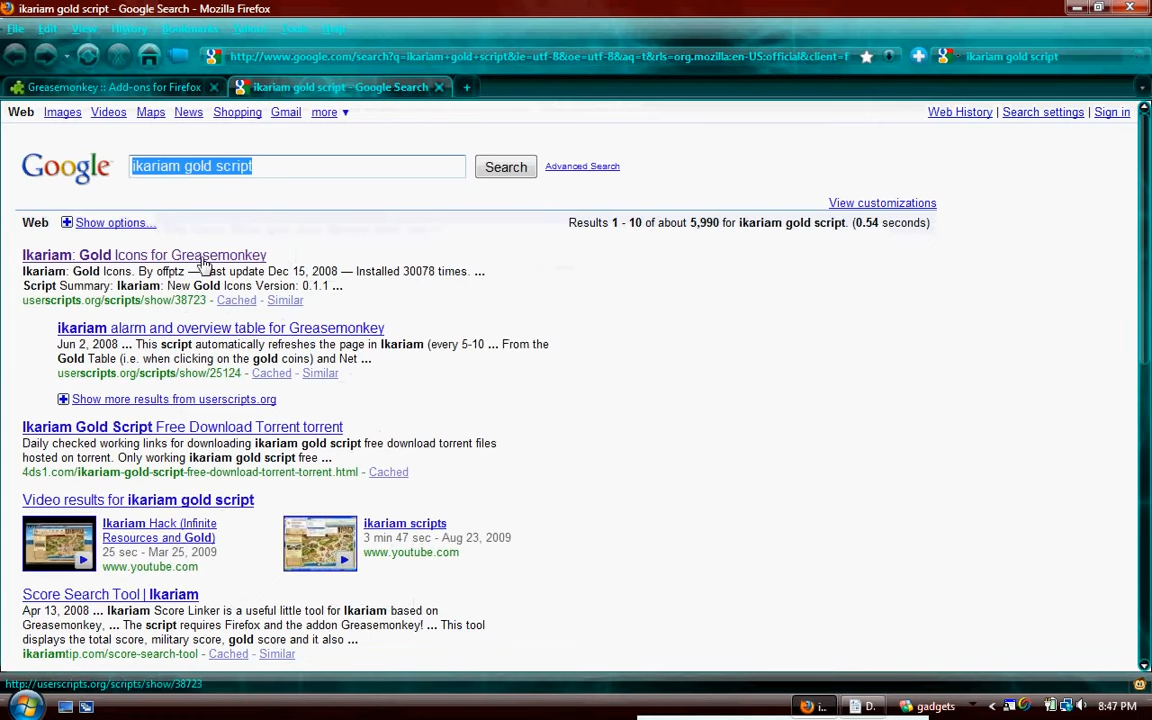 ikariam gold script - Google Search - Mozilla Firefox
File Edit View History Bookmarks Tools Help
http://www.google.com/search?q=ikariam+gold+script&ie=utf-8&oe=utf-8&aq=t&rls=org.mozilla:en-US:official&client=f
ikariam gold script
Greasemonkey :: Add-ons for Firefox
ikariam gold script - Google Search
Web Images Videos Maps News Shopping Gmail more ▼
Web History | Search settings | Sign in
Google
ikariam gold script
Search
Advanced Search
View customizations
Web Show options...
Results 1 - 10 of about 5,990 for ikariam gold script. (0.54 seconds)
Ikariam: Gold Icons for Greasemonkey
Ikariam: Gold Icons. By offptz — Last update Dec 15, 2008 — Installed 30078 times. ...
Script Summary: Ikariam: New Gold Icons Version: 0.1.1 ...
userscripts.org/scripts/show/38723 - Cached - Similar
ikariam alarm and overview table for Greasemonkey
Jun 2, 2008 ... This script automatically refreshes the page in Ikariam (every 5-10 ... From the
Gold Table (i.e. when clicking on the gold coins) and Net ...
userscripts.org/scripts/show/25124 - Cached - Similar
Show more results from userscripts.org
Ikariam Gold Script Free Download Torrent torrent
Daily checked working links for downloading ikariam gold script free download torrent files
hosted on torrent. Only working ikariam gold script free ...
4ds1.com/ikariam-gold-script-free-download-torrent-torrent.html - Cached
Video results for ikariam gold script
Ikariam Hack (Infinite
Resources and Gold)
25 sec - Mar 25, 2009
www.youtube.com
ikariam scripts
3 min 47 sec - Aug 23, 2009
www.youtube.com
Score Search Tool | Ikariam
Apr 13, 2008 ... Ikariam Score Linker is a useful little tool for Ikariam based on
Greasemonkey, ... The script requires Firefox and the addon Greasemonkey! ... This tool
displays the total score, military score, gold score and it also ...
ikariamtip.com/score-search-tool - Cached - Similar
http://userscripts.org/scripts/show/38723
i..
D.
gadgets
8:47 PM